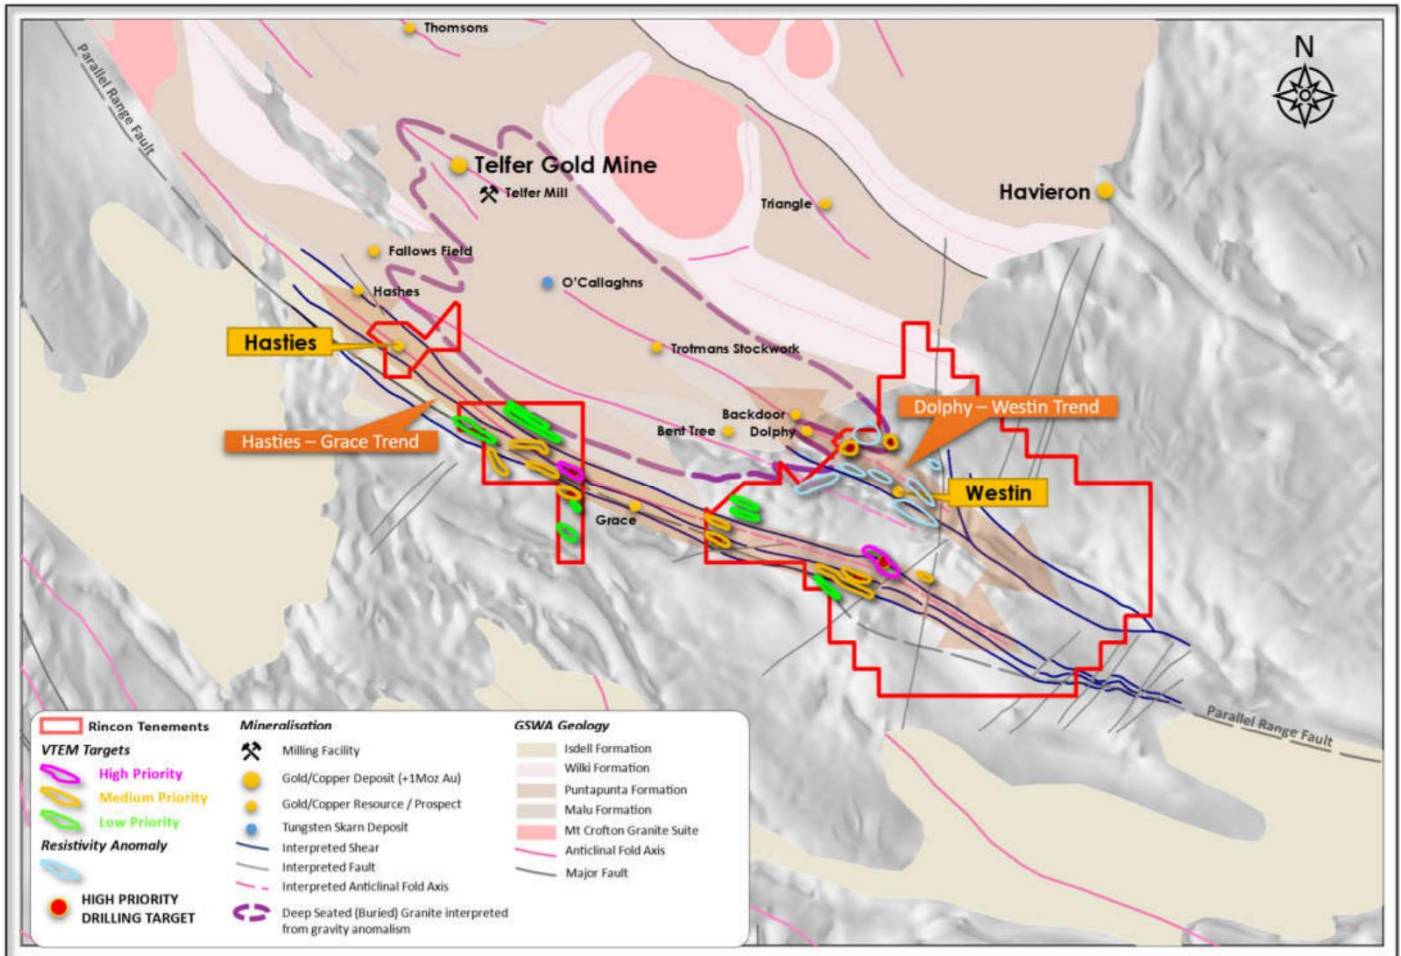 Thomsons
N
Parallel Range Fault
Telfer Gold Mine
Telfer Mill
Havieron
Triangle
Fallows Field
O'Callaghns
Hashes
Hasties
Trotmans Stockwork
Dolphy – Westin Trend
Backdoor
Bent Tree
Dolphy
Hasties – Grace Trend
Westin
Grace
Parallel Range Fault
Rincon Tenements
VTEM Targets
High Priority
Medium Priority
Low Priority
Resistivity Anomaly
HIGH PRIORITY
DRILLING TARGET
Mineralisation
Milling Facility
Gold/Copper Deposit (+1Moz Au)
Gold/Copper Resource / Prospect
Tungsten Skarn Deposit
Interpreted Shear
Interpreted Fault
Interpreted Anticlinal Fold Axis
Deep Seated (Buried) Granite interpreted
from gravity anomalism
GSWA Geology
Isdell Formation
Wilki Formation
Puntapunta Formation
Malu Formation
Mt Crofton Granite Suite
Anticlinal Fold Axis
Major Fault